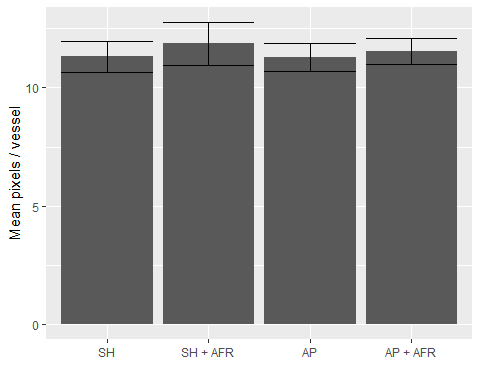 Mean pixels / vessel
10
5
0
SH
SH + AFR
AP
AP + AFR